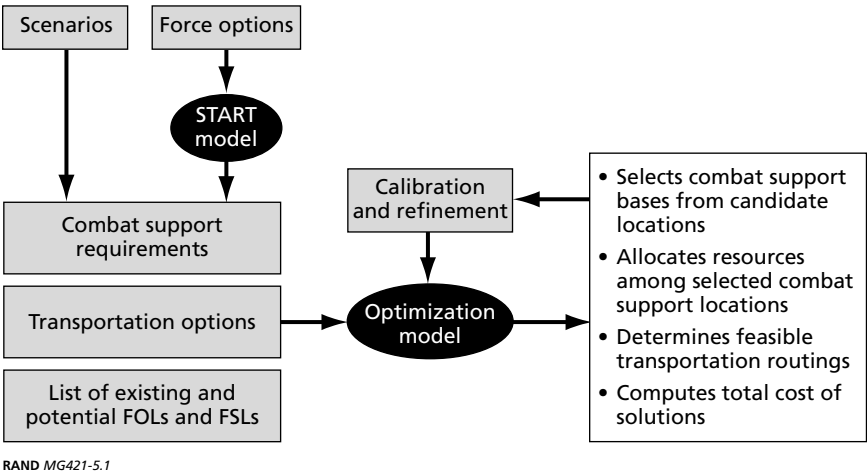 Scenarios
Force options
START
model
Combat support
requirements
Transportation options
List of existing and
potential FOLs and FSLs
Calibration
and refinement
Optimization
model
• Selects combat support
bases from candidate
locations
• Allocates resources
among selected combat
support locations
• Determines feasible
transportation routings
• Computes total cost of
solutions
RAND MG421-5.1